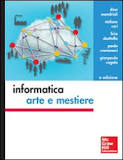 dino
mandrioli
stefano
ceri
licia
sbattella
paolo
cremonesi
gianpaolo
cugola
informatica
arte e mestiere
4 edizione
Mc
Graw
Hill
Education